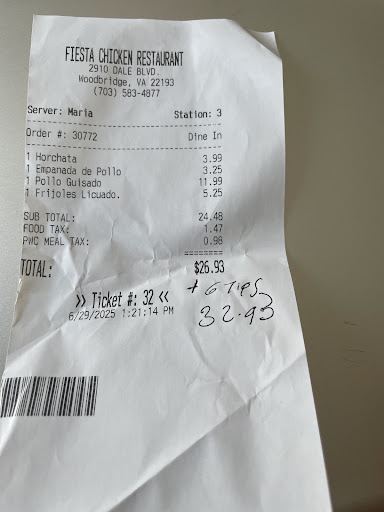 FIESTA CHICKEN RESTAURANT
2910 DALE BLVD.
Woodbridge, VA 22193
(703) 583-4877
Server: Maria Station: 3
Order #: 30772 Dine In
1 Horchata 3.99
1 Empanada de Pollo 3.25
1 Pollo Guisado 11.99
1 Frijoles Licuado. 5.25
SUB TOTAL: 24.48
FOOD TAX: 1.47
PWC MEAL TAX: 0.98
========
TOTAL: $26.93
+ 6 Tips
>> Ticket #: 32 <<
32.93
6/29/2025 1:21:14 PM